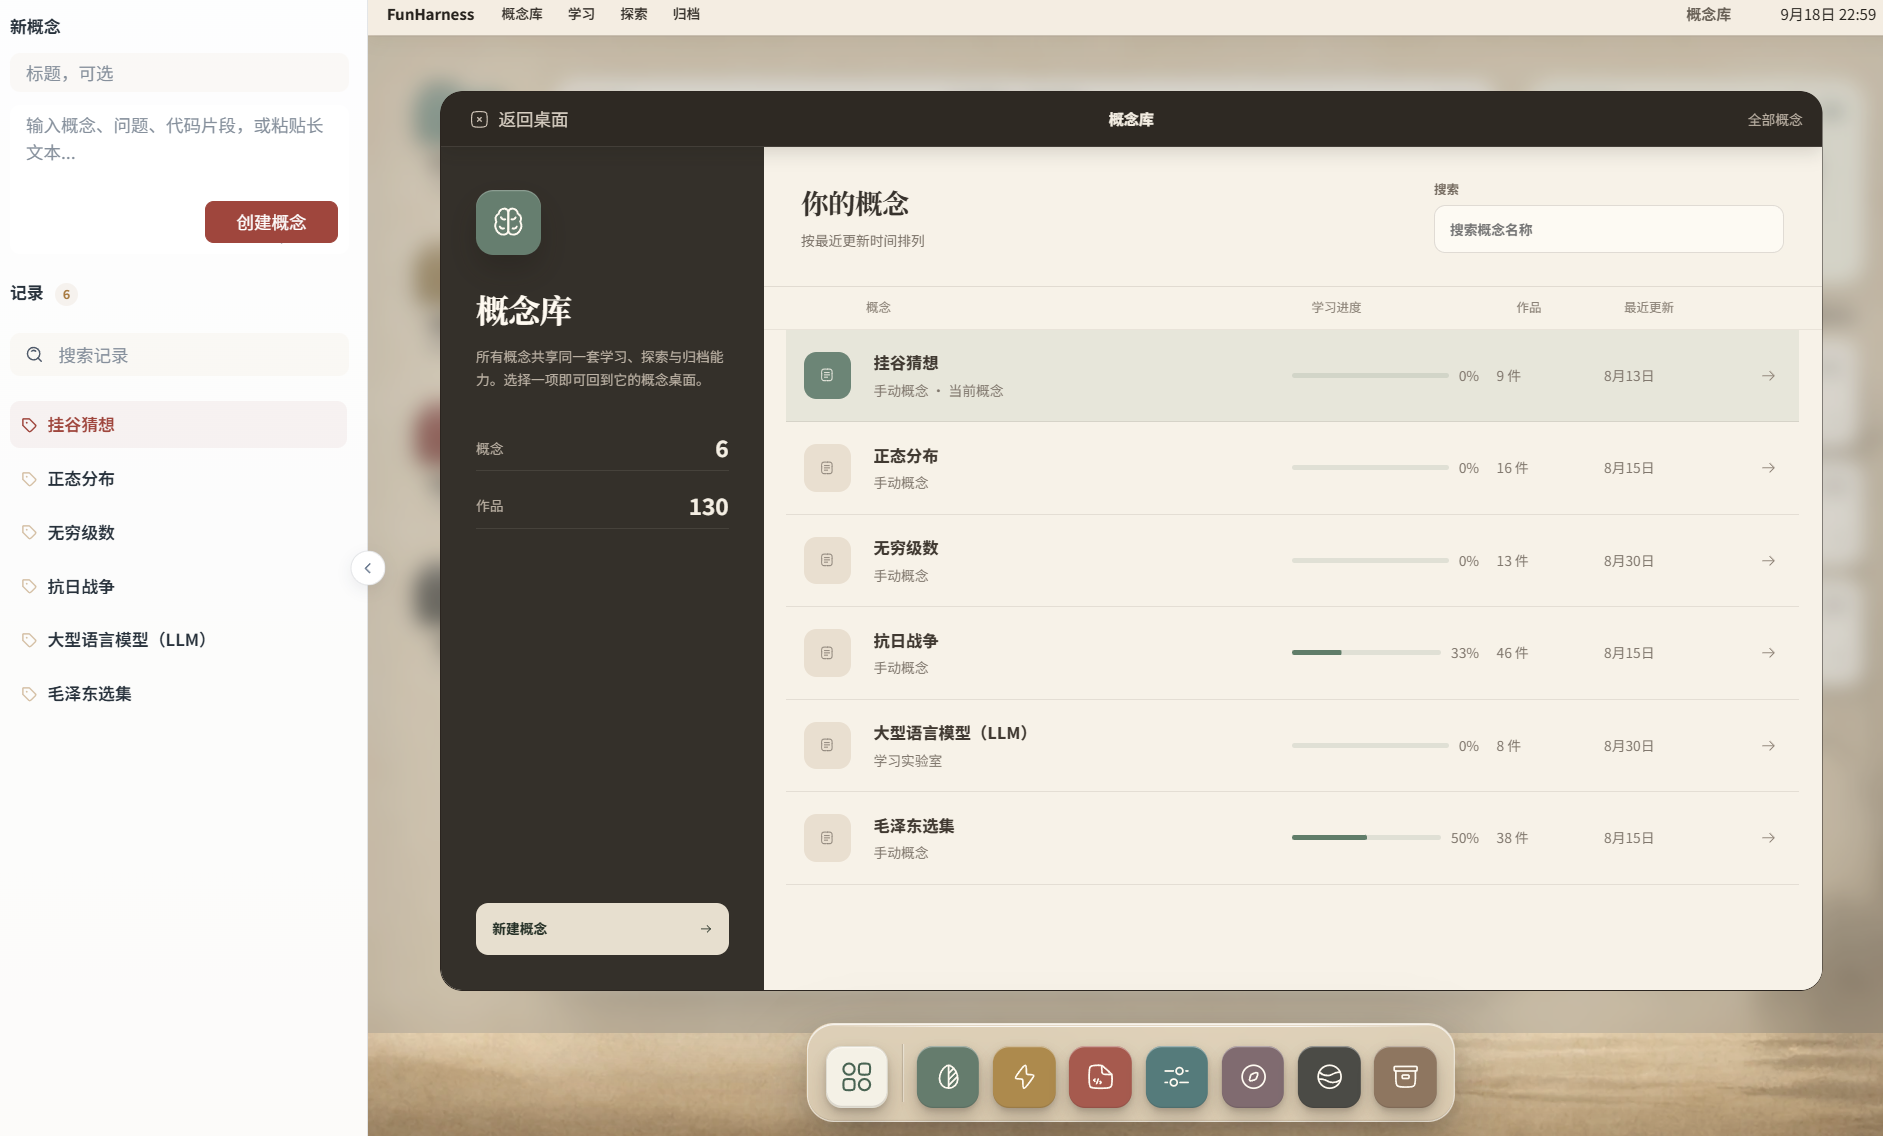 新概念
标题，可选
输入概念、问题、代码片段，或粘贴长
文本...
创建概念
记录 6
搜索记录
挂谷猜想
正态分布
无穷级数
抗日战争
大型语言模型（LLM）
毛泽东选集
FunHarness 概念库 学习 探索 归档 概念库 9月18日 22:59
返回桌面 概念库 全部概念
概念库
所有概念共享同一套学习、探索与归档能
力。选择一项即可回到它的概念桌面。
概念 6
作品 130
新建概念
你的概念
按最近更新时间排列
搜索
搜索概念名称
概念 学习进度 作品 最近更新
挂谷猜想
手动概念 · 当前概念
0% 9 件 8月13日
正态分布
手动概念
0% 16 件 8月15日
无穷级数
手动概念
0% 13 件 8月30日
抗日战争
手动概念
33% 46 件 8月15日
大型语言模型（LLM）
学习实验室
0% 8 件 8月30日
毛泽东选集
手动概念
50% 38 件 8月15日